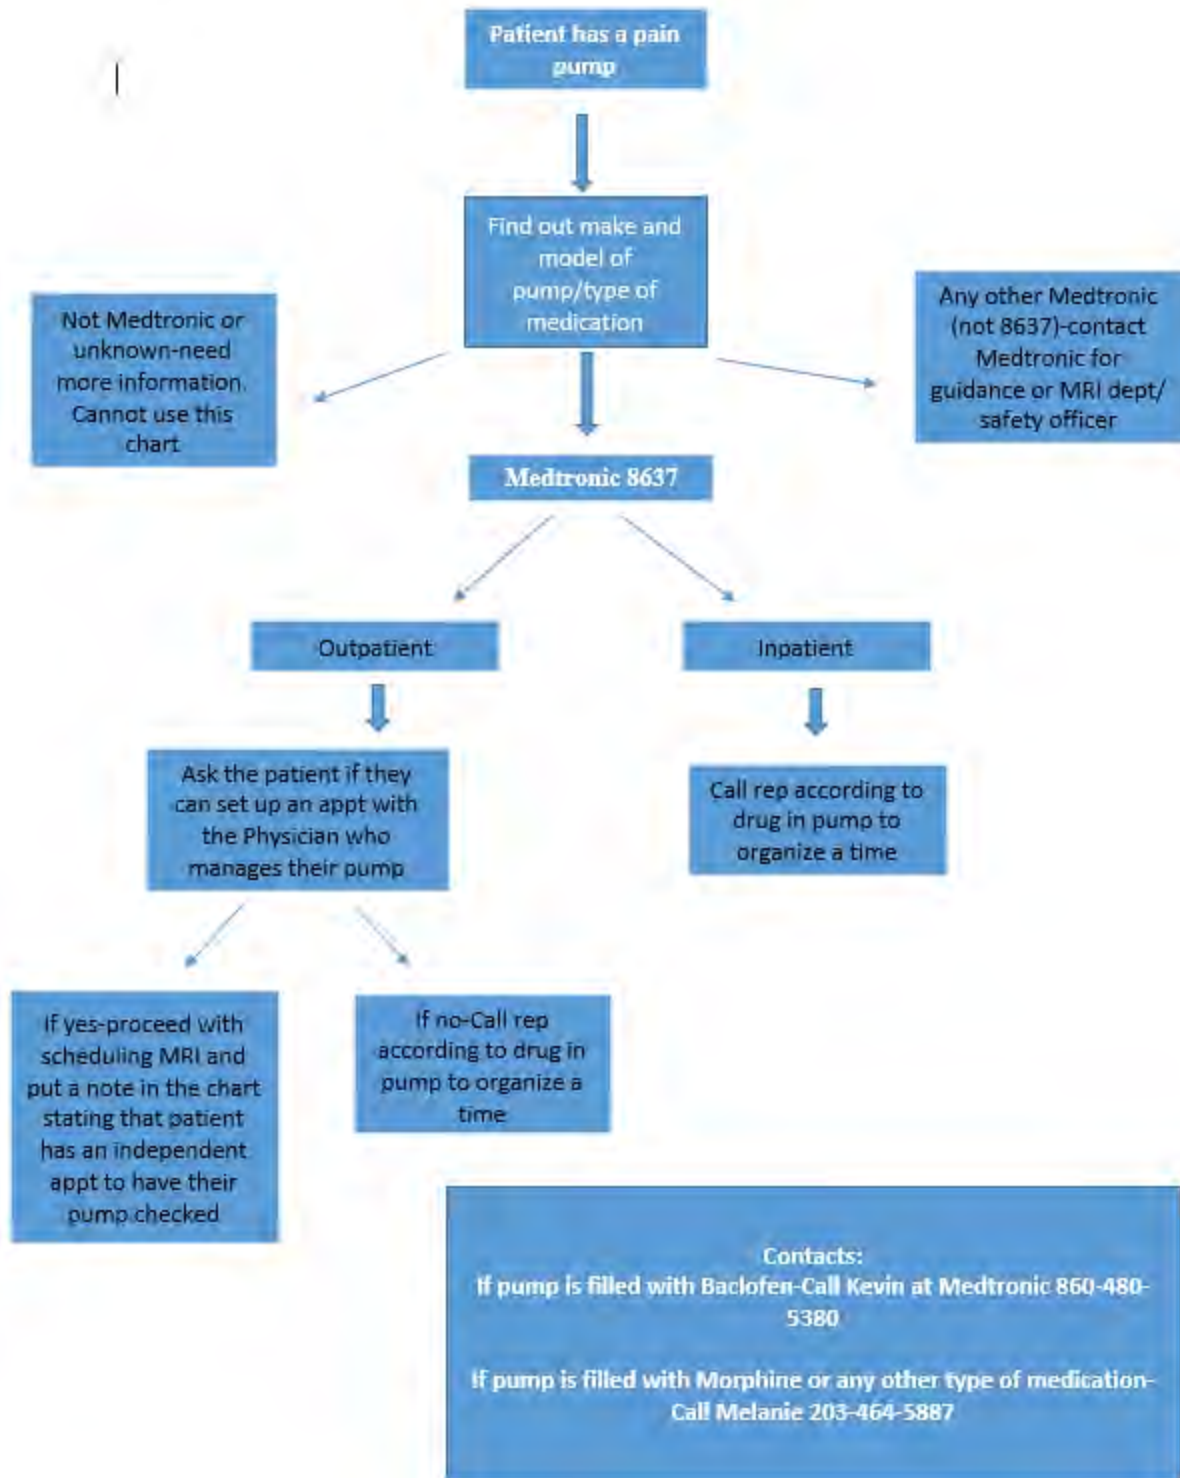 Patient has a pain
pump
Find out make and
model of
pump/type of
medication
Not Medtronic or
unknown-need
more information.
Cannot use this
chart
Any other Medtronic
(not 8637)-contact
Medtronic for
guidance or MRI dept/
safety officer
Medtronic 8637
Outpatient
Inpatient
Ask the patient if they
can set up an appt with
the Physician who
manages their pump
Call rep according to
drug in pump to
organize a time
If yes-proceed with
scheduling MRI and
put a note in the chart
stating that patient
has an independent
appt to have their
pump checked
If no-Call rep
according to drug in
pump to organize a
time
Contacts:
If pump is filled with Baclofen-Call Kevin at Medtronic 860-480-
5380
If pump is filled with Morphine or any other type of medication-
Call Melanie 203-464-5887